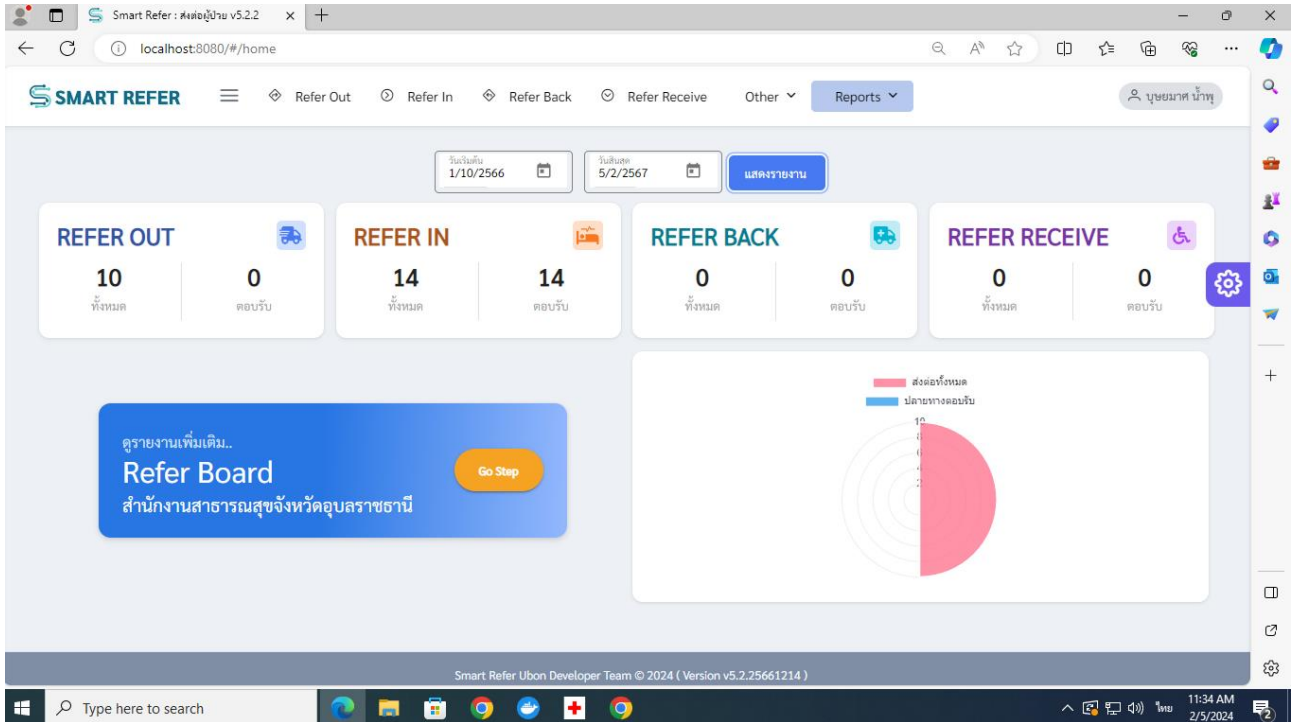 Smart Refer : ส่งต่อผู้ป่วย v5.2.2
localhost:8080/#/home
SMART REFER
Refer Out
Refer In
Refer Back
Refer Receive
Other
Reports
บุษยมาศ น้ำพุ
วันเริ่มต้น
1/10/2566
วันสิ้นสุด
5/2/2567
แสดงรายงาน
REFER OUT
10
0
ทั้งหมด
ตอบรับ
REFER IN
14
14
ทั้งหมด
ตอบรับ
REFER BACK
0
0
ทั้งหมด
ตอบรับ
REFER RECEIVE
0
0
ทั้งหมด
ตอบรับ
ดูรายงานเพิ่มเติม..
Refer Board
สำนักงานสาธารณสุขจังหวัดอุบลราชธานี
Go Step
ส่งต่อทั้งหมด
ปลายทางตอบรับ
10
Smart Refer Ubon Developer Team © 2024 ( Version v5.2.25661214 )
Type here to search
ไทย
11:34 AM
2/5/2024
2